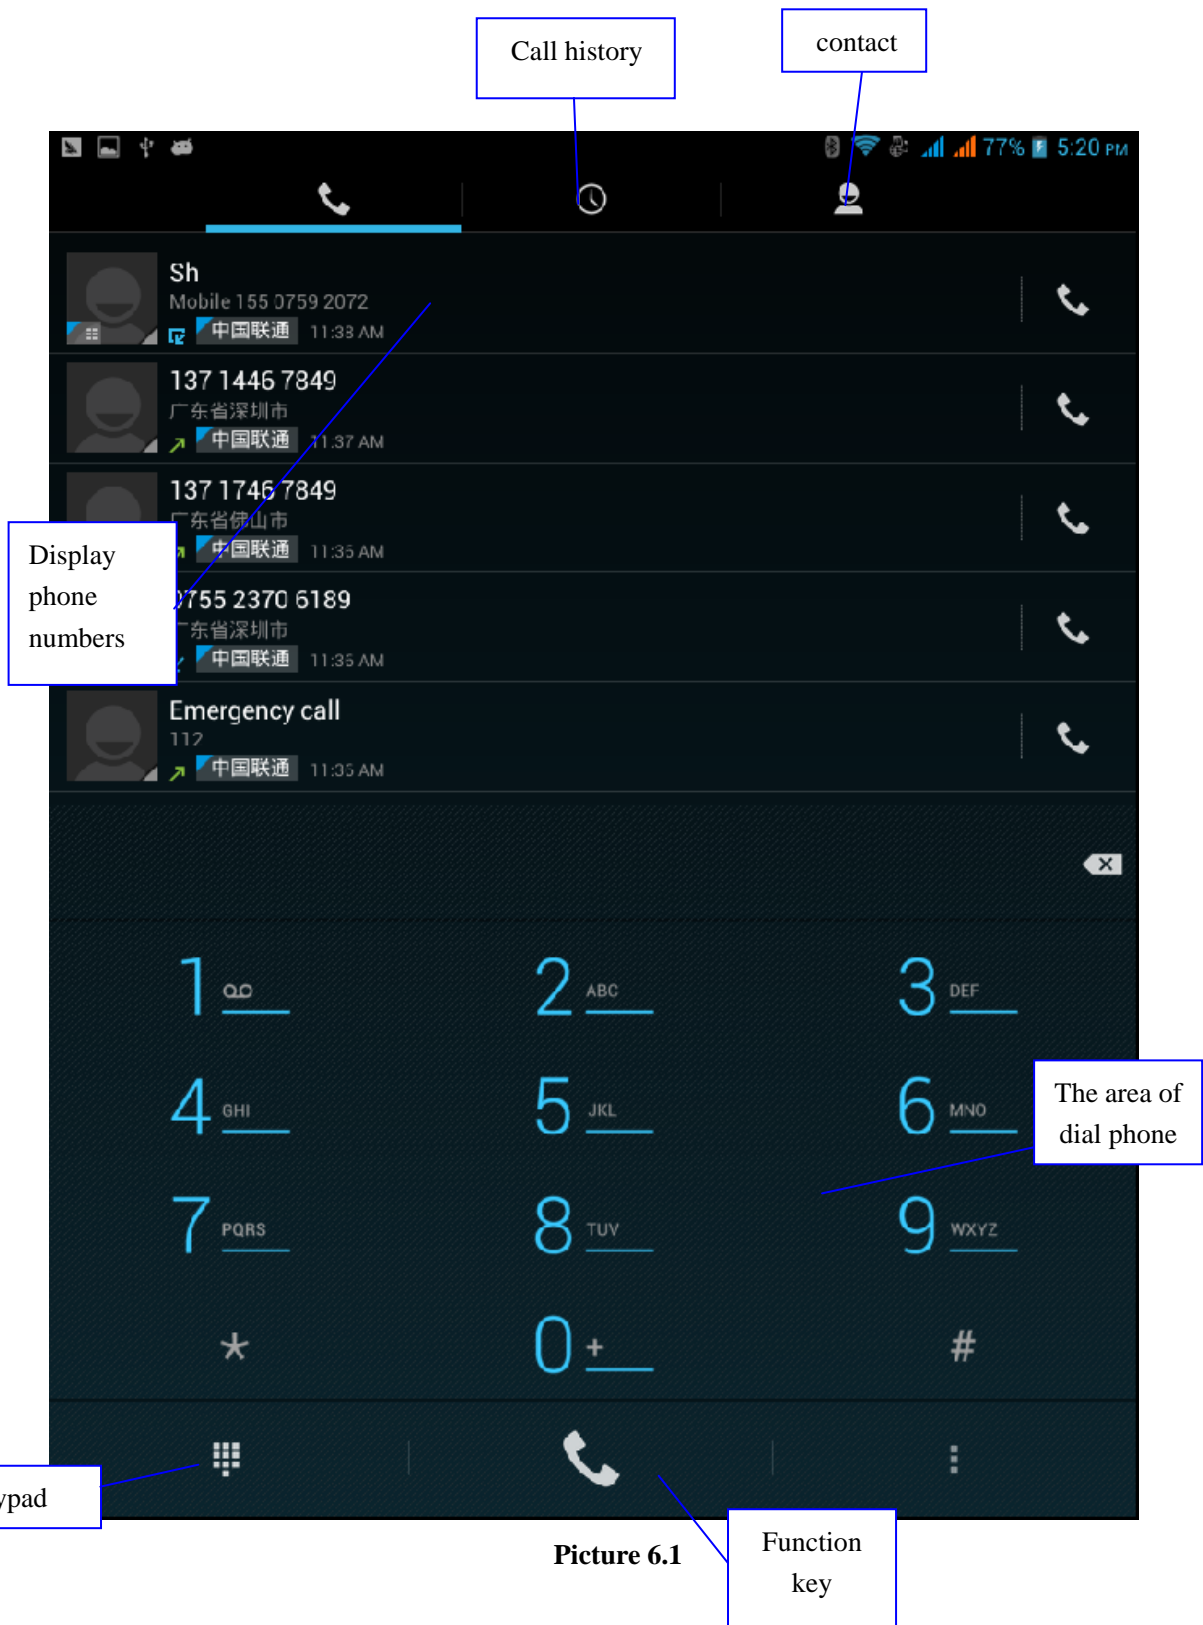 Call history
contact
77% 5:20 PM
Sh
Mobile 155 0759 2072
中国联通 11:38 AM
137 1446 7849
广东省深圳市
中国联通 11:37 AM
137 1746 7849
广东省佛山市
中国联通 11:36 AM
Display
phone
numbers
755 2370 6189
东省深圳市
中国联通 11:36 AM
Emergency call
112
中国联通 11:36 AM
1 2 ABC 3 DEF
4 GHI 5 JKL 6 MNO
The area of
dial phone
7 PQRS 8 TUV 9 WXYZ
* 0 + #
ypad
Picture 6.1
Function
key